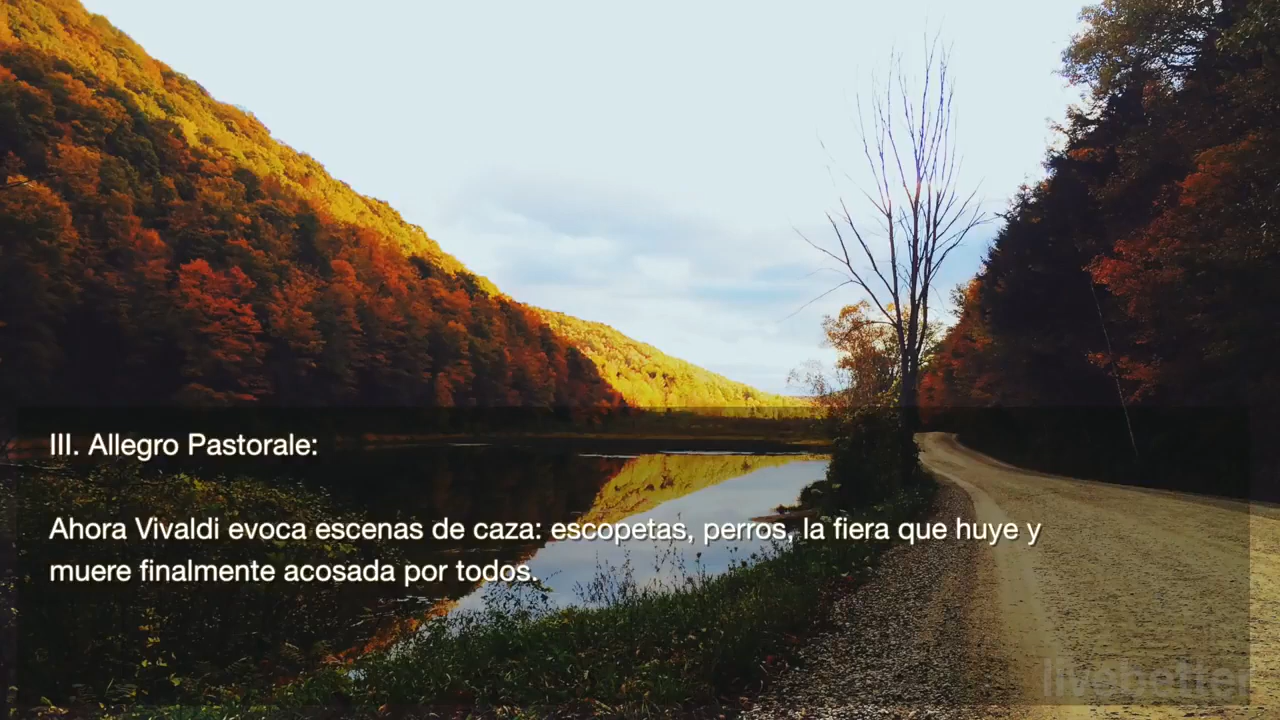 III. Allegro Pastorale:
Ahora Vivaldi evoca escenas de caza: escopetas, perros, la fiera que huye y
muere finalmente acosada por todos.
livebetter